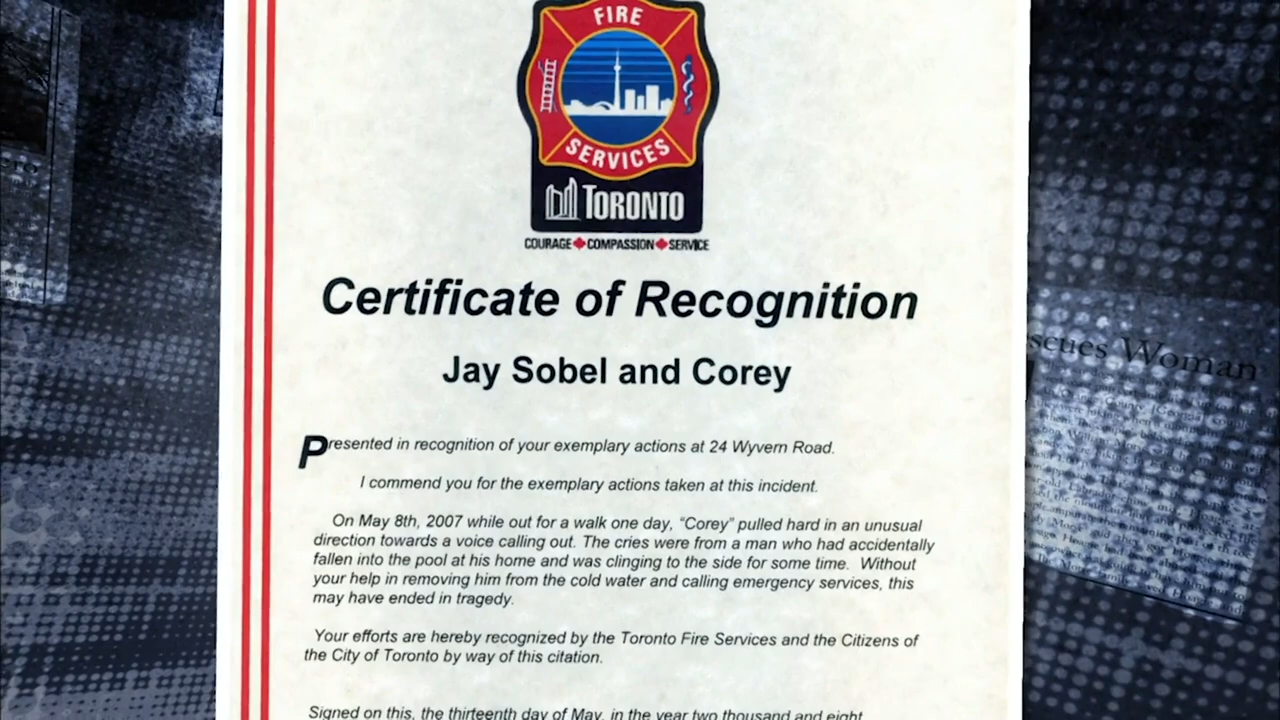 FIRE
SERVICES
TORONTO
COURAGE COMPASSION SERVICE
Certificate of Recognition
Jay Sobel and Corey
Presented in recognition of your exemplary actions at 24 Wyvern Road.
I commend you for the exemplary actions taken at this incident.
On May 8th, 2007 while out for a walk one day, “Corey” pulled hard in an unusual
direction towards a voice calling out. The cries were from a man who had accidentally
fallen into the pool at his home and was clinging to the side for some time. Without
your help in removing him from the cold water and calling emergency services, this
may have ended in tragedy.
Your efforts are hereby recognized by the Toronto Fire Services and the Citizens of
the City of Toronto by way of this citation.
Signed on this, the thirteenth day of May, in the year two thousand and eight
scues Woman